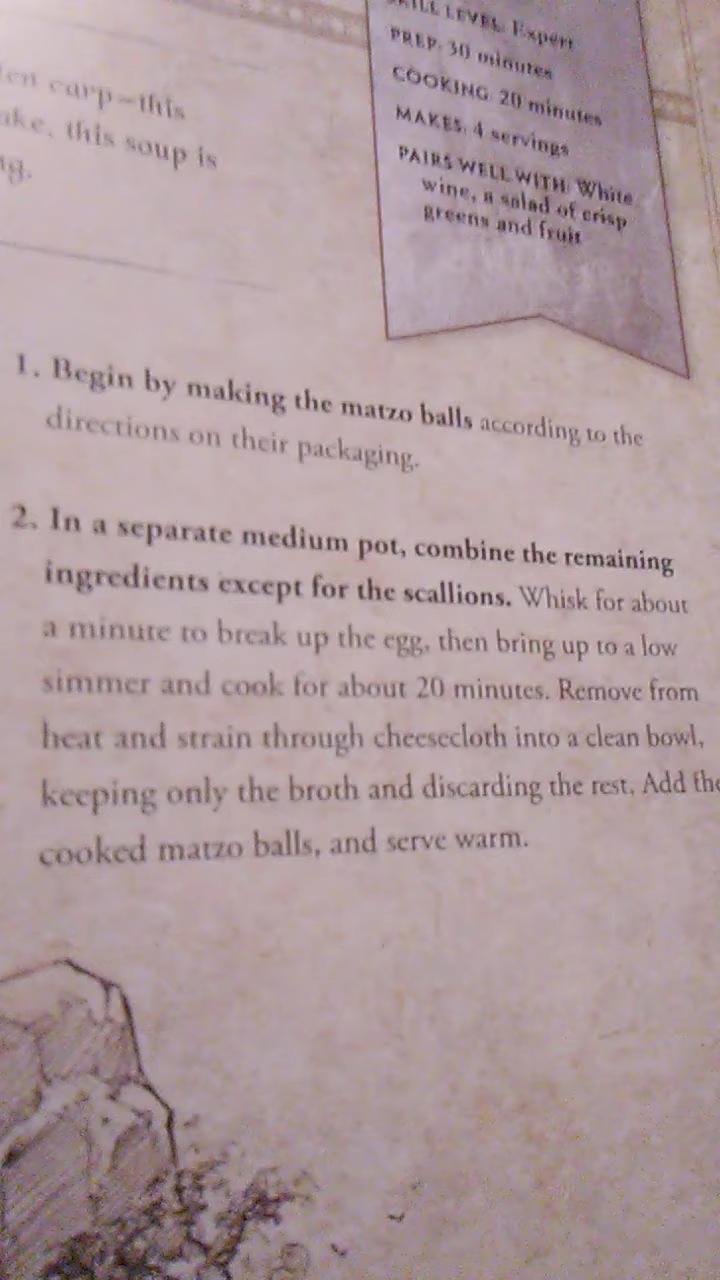 en carp—this
ake, this soup is
g.
SKILL LEVEL: Expert
PREP: 30 minutes
COOKING: 20 minutes
MAKES: 4 servings
PAIRS WELL WITH: White
wine, a salad of crisp
greens and fruit
1. Begin by making the matzo balls according to the
directions on their packaging.
2. In a separate medium pot, combine the remaining
ingredients except for the scallions. Whisk for about
a minute to break up the egg, then bring up to a low
simmer and cook for about 20 minutes. Remove from
heat and strain through cheesecloth into a clean bowl,
keeping only the broth and discarding the rest. Add the
cooked matzo balls, and serve warm.